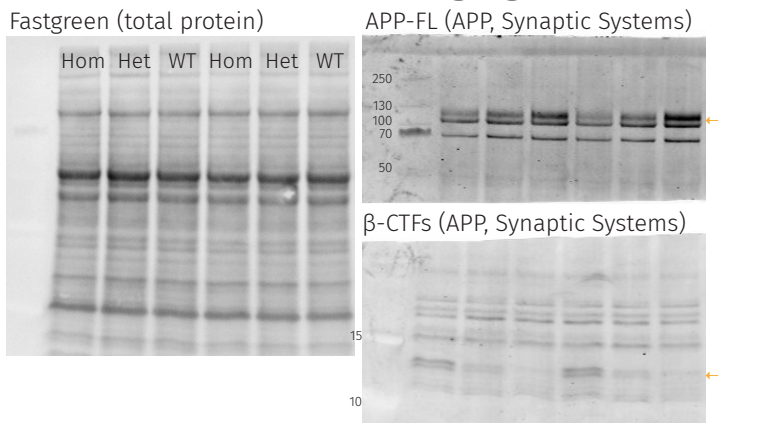 Fastgreen (total protein)
Hom Het WT Hom Het WT
APP-FL (APP, Synaptic Systems)
250
130
100
70
50
←
β-CTFs (APP, Synaptic Systems)
15
10
←